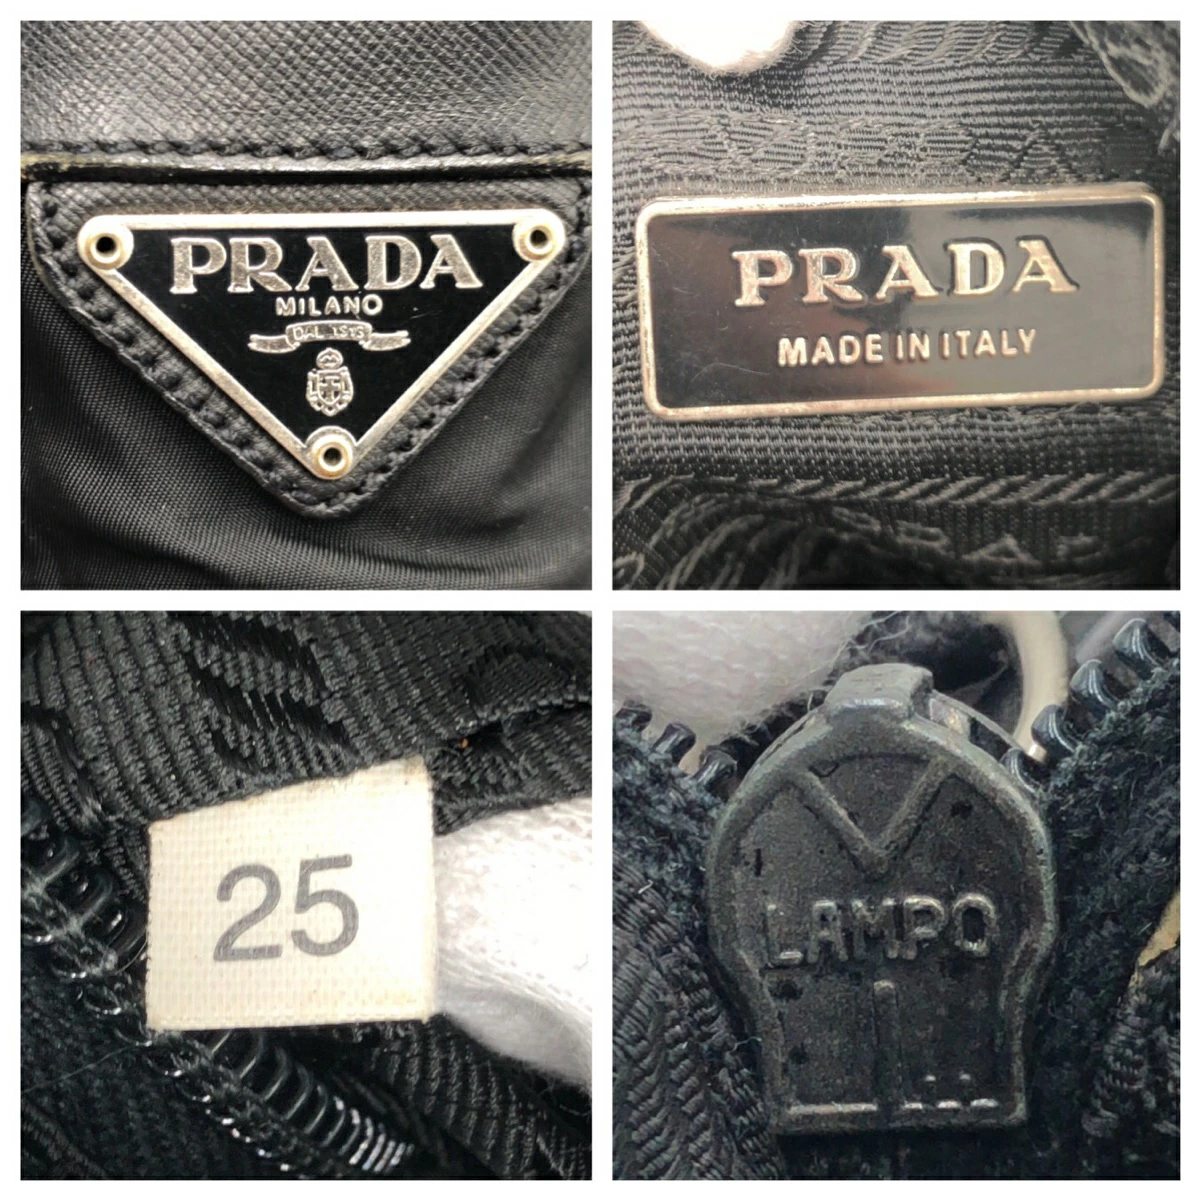 PRADA
MILANO
DAL 1913
PRADA
MADE IN ITALY
25
LAMPO